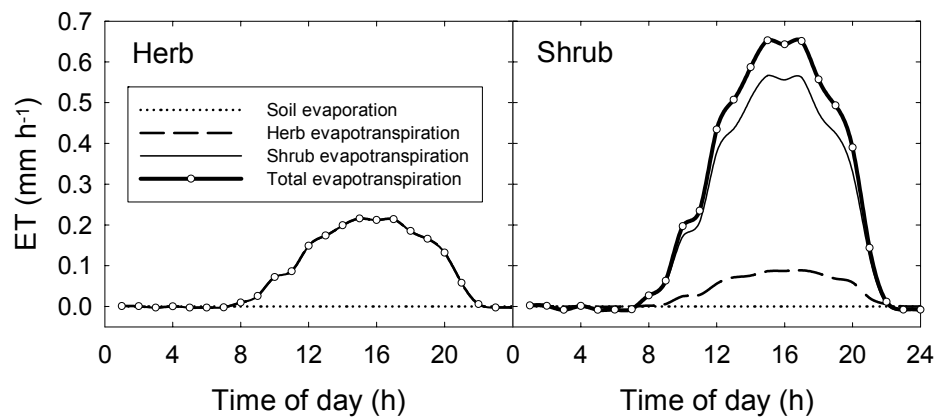 0.7
0.6
0.5
0.4
0.3
0.2
0.1
0.0
ET (mm h-1)
Herb
Soil evaporation
Herb evapotranspiration
Shrub evapotranspiration
Total evapotranspiration
0 4 8 12 16 20
Time of day (h)
Shrub
0 4 8 12 16 20 24
Time of day (h)